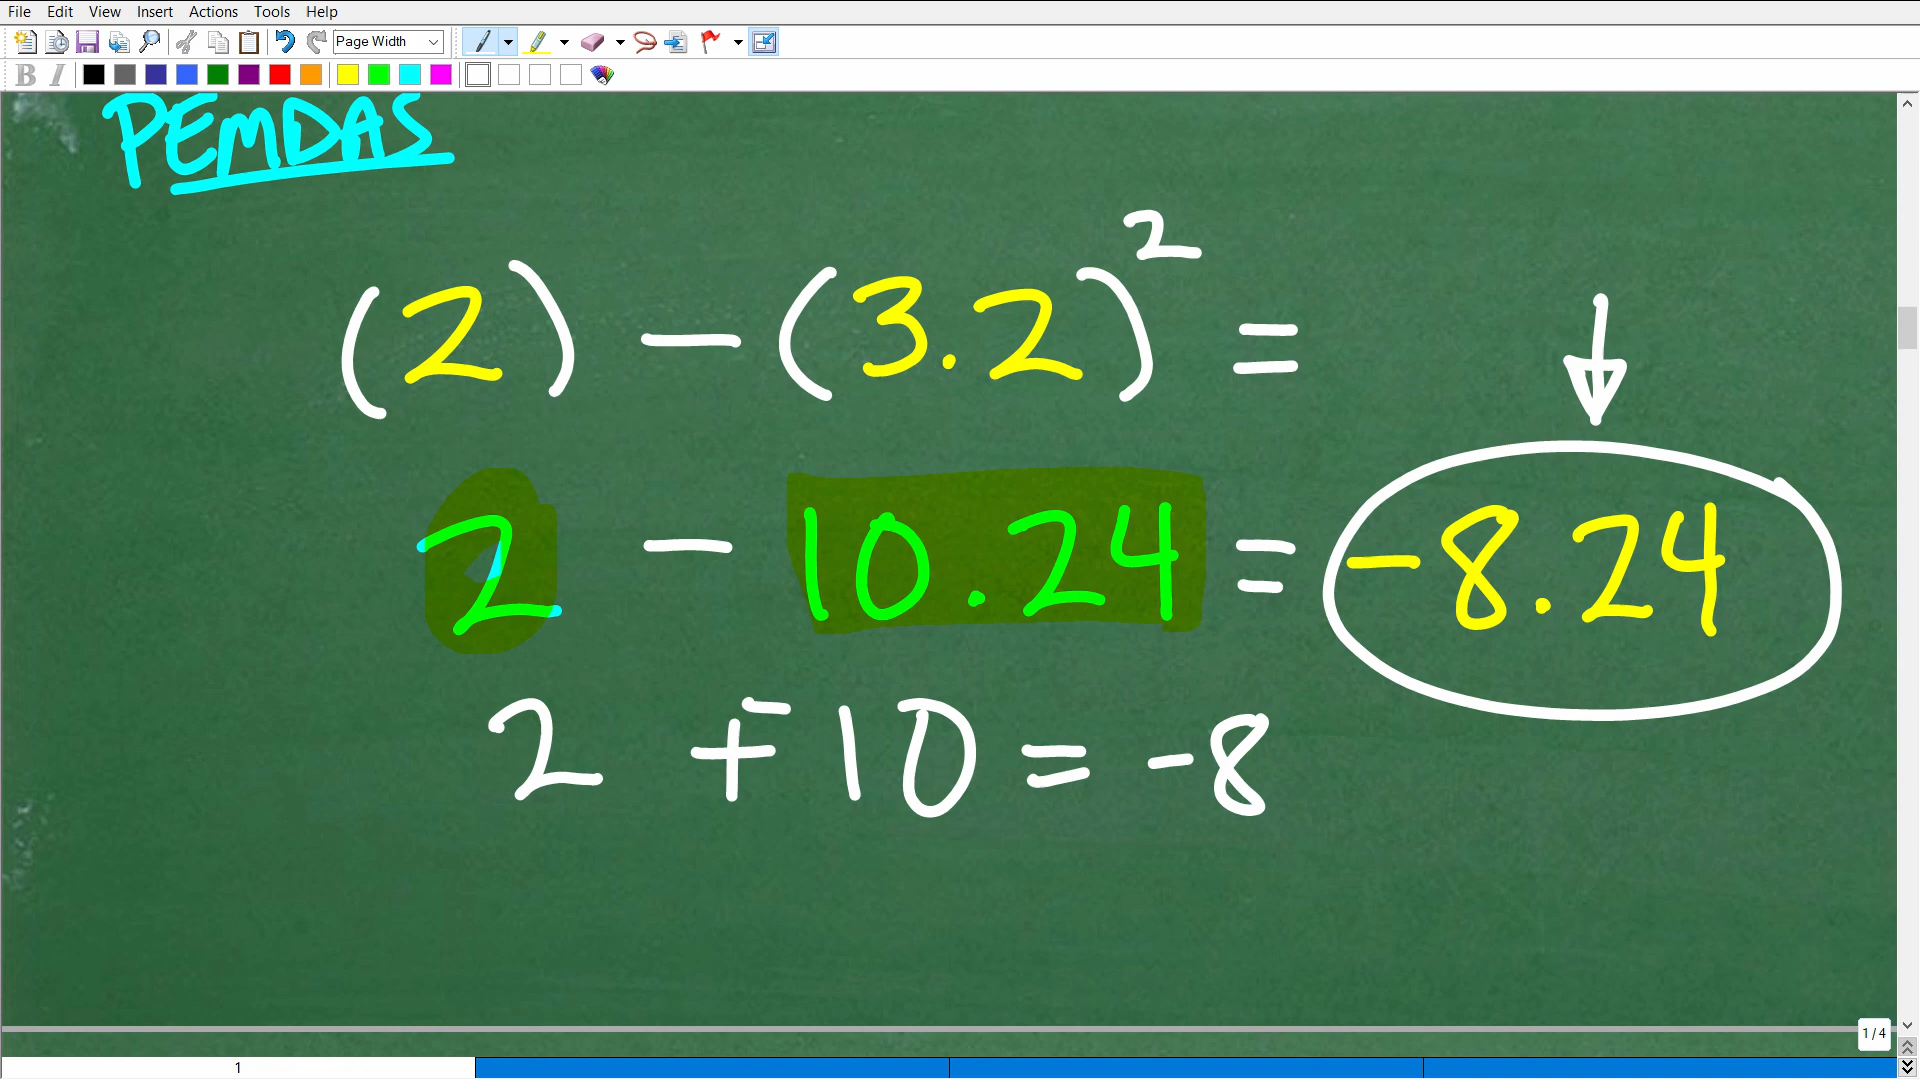 File Edit View Insert Actions Tools Help
Page Width
B I
PEMDAS
(2) - (3.2)² =
2 - 10.24 = -8.24
2 + ⁻10 = -8
1 / 4
1